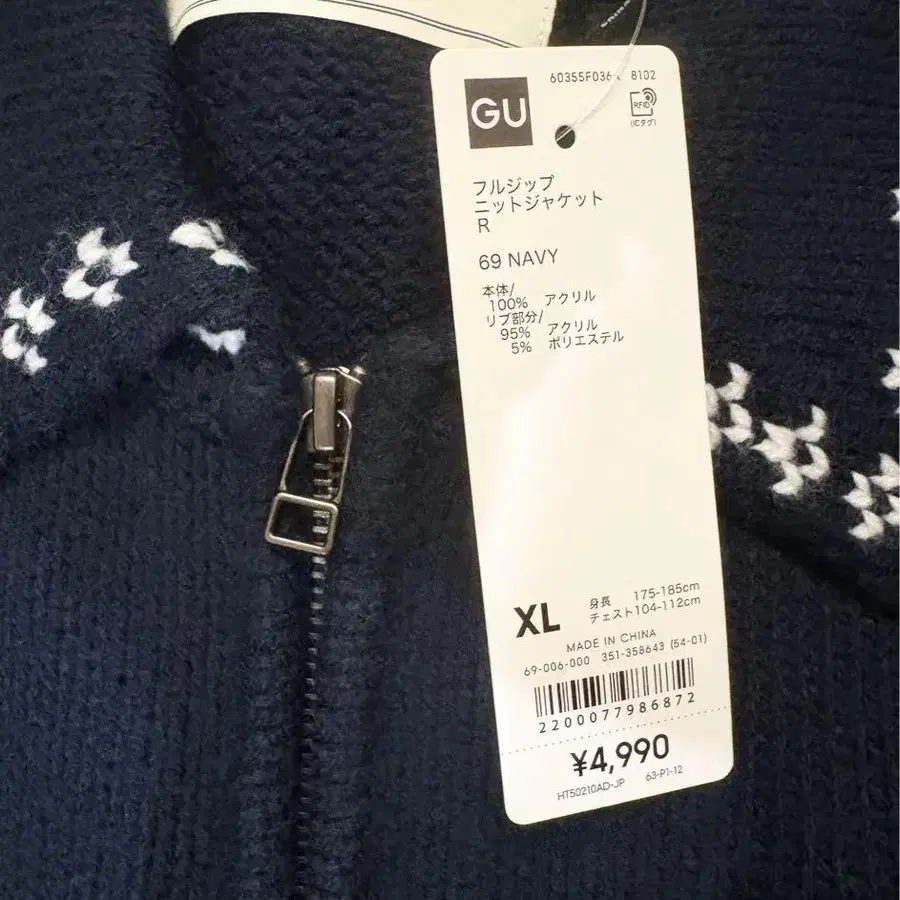 60355F036A 8102
GU
RFID
(ICタグ)
フルジップ
ニットジャケット
R
69 NAVY
本体/
100% アクリル
リブ部分/
95% アクリル
5% ポリエステル
XL
身長 175-185cm
チェスト104-112cm
MADE IN CHINA
69-006-000 351-358643 (54-01)
2200077986872
¥4,990
HT50210AD-JP 63-P1-12